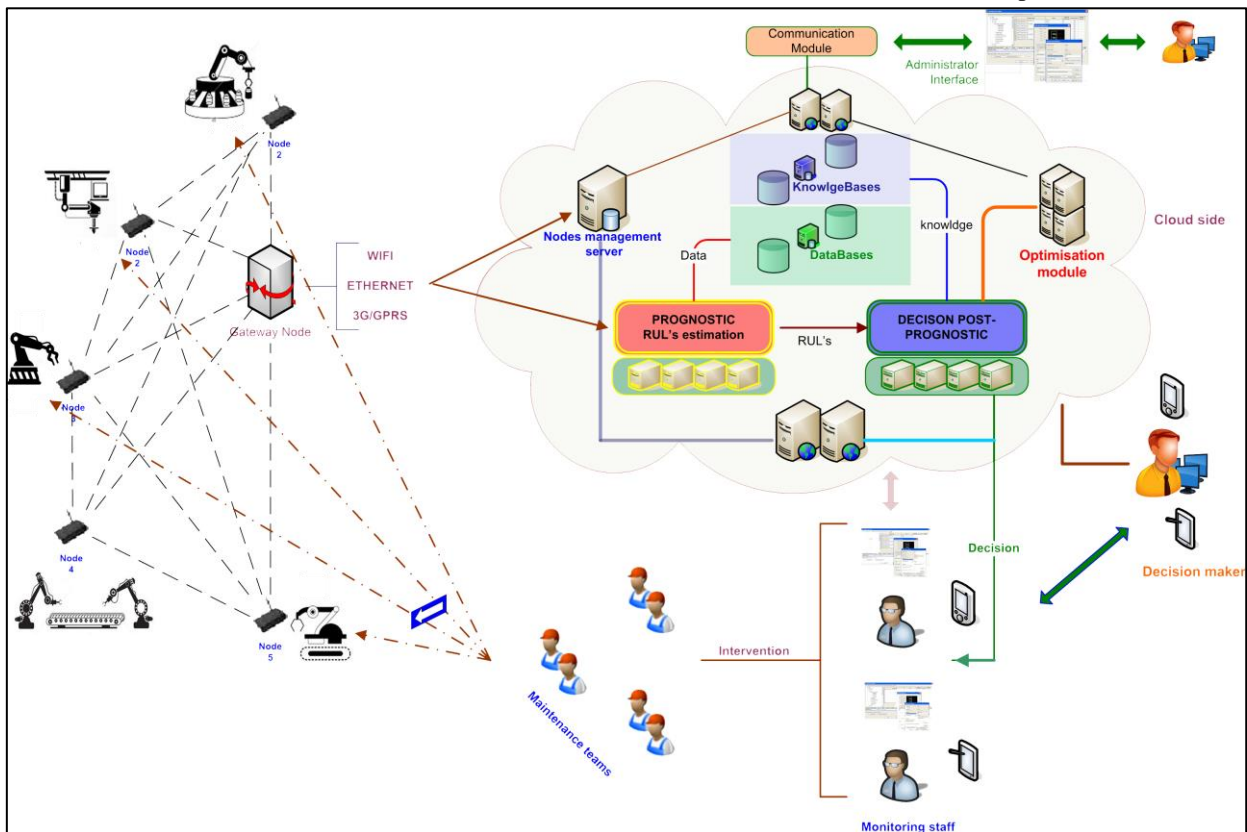 Communication
Module
Administrator
Interface
Node
2
Node
2
KnowlgeBases
Nodes management
server
DataBases
Data
knowldge
Optimisation
module
Cloud side
WIFI
ETHERNET
3G/GPRS
Gateway Node
PROGNOSTIC
RUL's estimation
RUL's
DECISON POST-
PROGNOSTIC
Node
Node
4
Node
5
Decision
Decision maker
Intervention
Maintenance teams
Monitoring staff